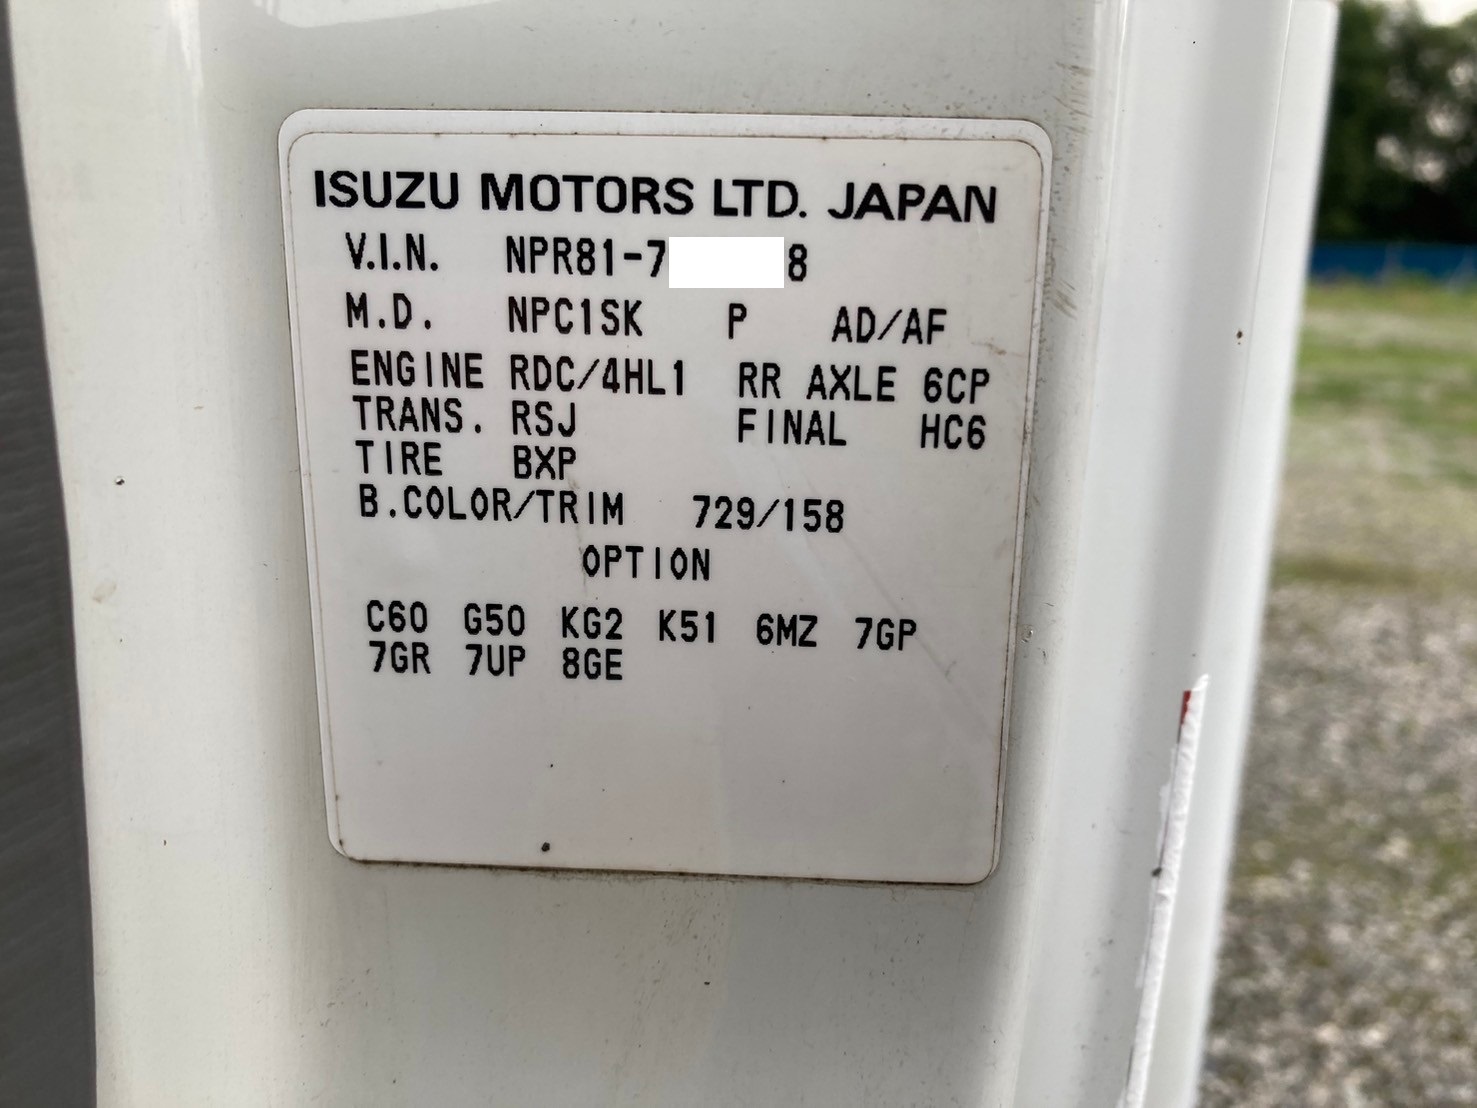 ISUZU MOTORS LTD. JAPAN
V.I.N. NPR81-7 8
M.D. NPC1SK P AD/AF
ENGINE RDC/4HL1 RR AXLE 6CP
TRANS. RSJ FINAL HC6
TIRE BXP
B.COLOR/TRIM 729/158
OPTION
C60 G50 KG2 K51 6MZ 7GP
7GR 7UP 8GE